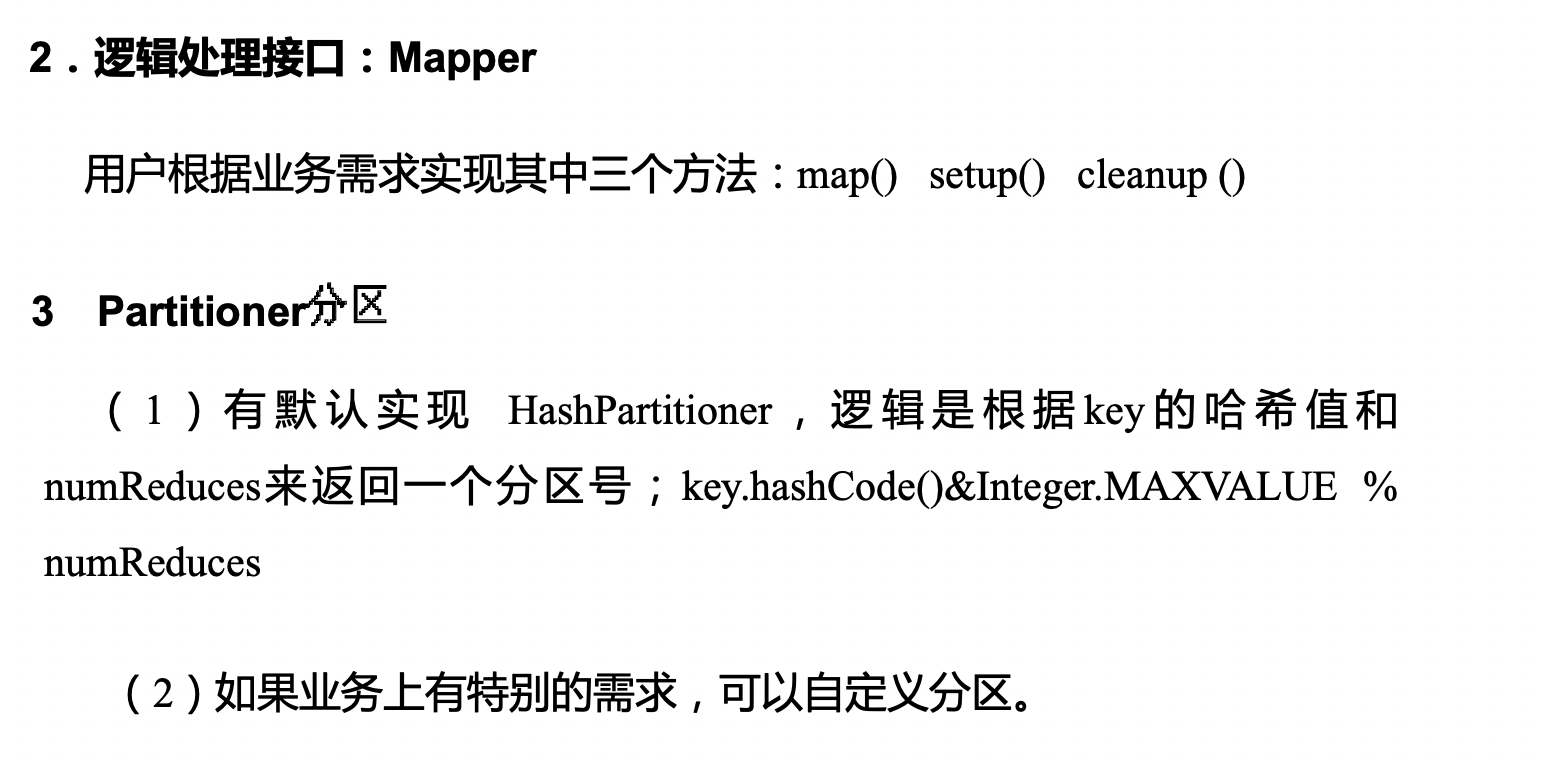 2．逻辑处理接口：Mapper
用户根据业务需求实现其中三个方法：map()   setup()   cleanup ()
3    Partitioner分区
（1）有默认实现 HashPartitioner，逻辑是根据key的哈希值和
numReduces来返回一个分区号；key.hashCode()&Integer.MAXVALUE %
numReduces
（2）如果业务上有特别的需求，可以自定义分区。